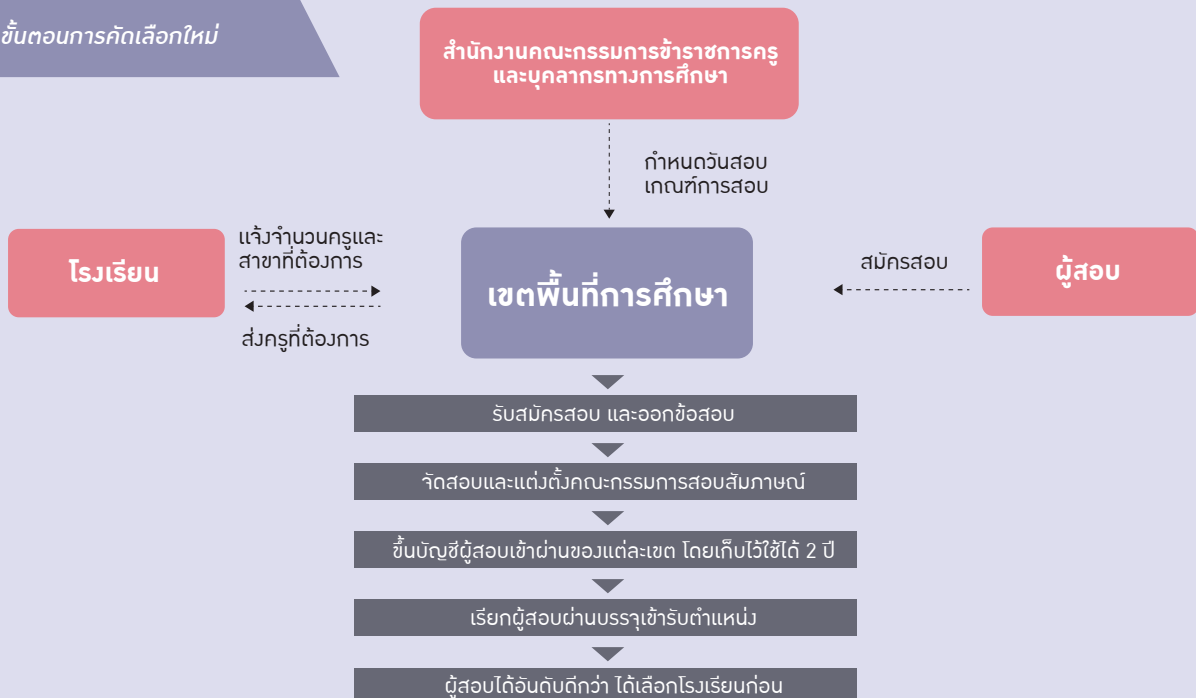 ขั้นตอนการคัดเลือกใหม่
สำนักงานคณะกรรมการข้าราชการครู
และบุคลากรทางการศึกษา
กำหนดวันสอบ
เกณฑ์การสอบ
โรงเรียน
แจ้งจำนวนครูและ
สาขาที่ต้องการ
ส่งครูที่ต้องการ
เขตพื้นที่การศึกษา
สมัครสอบ
ผู้สอบ
รับสมัครสอบ และออกข้อสอบ
จัดสอบและแต่งตั้งคณะกรรมการสอบสัมภาษณ์
ขึ้นบัญชีผู้สอบเข้าผ่านของแต่ละเขต โดยเก็บไว้ใช้ได้ 2 ปี
เรียกผู้สอบผ่านบรรจุเข้ารับตำแหน่ง
ผู้สอบได้อันดับดีกว่า ได้เลือกโรงเรียนก่อน